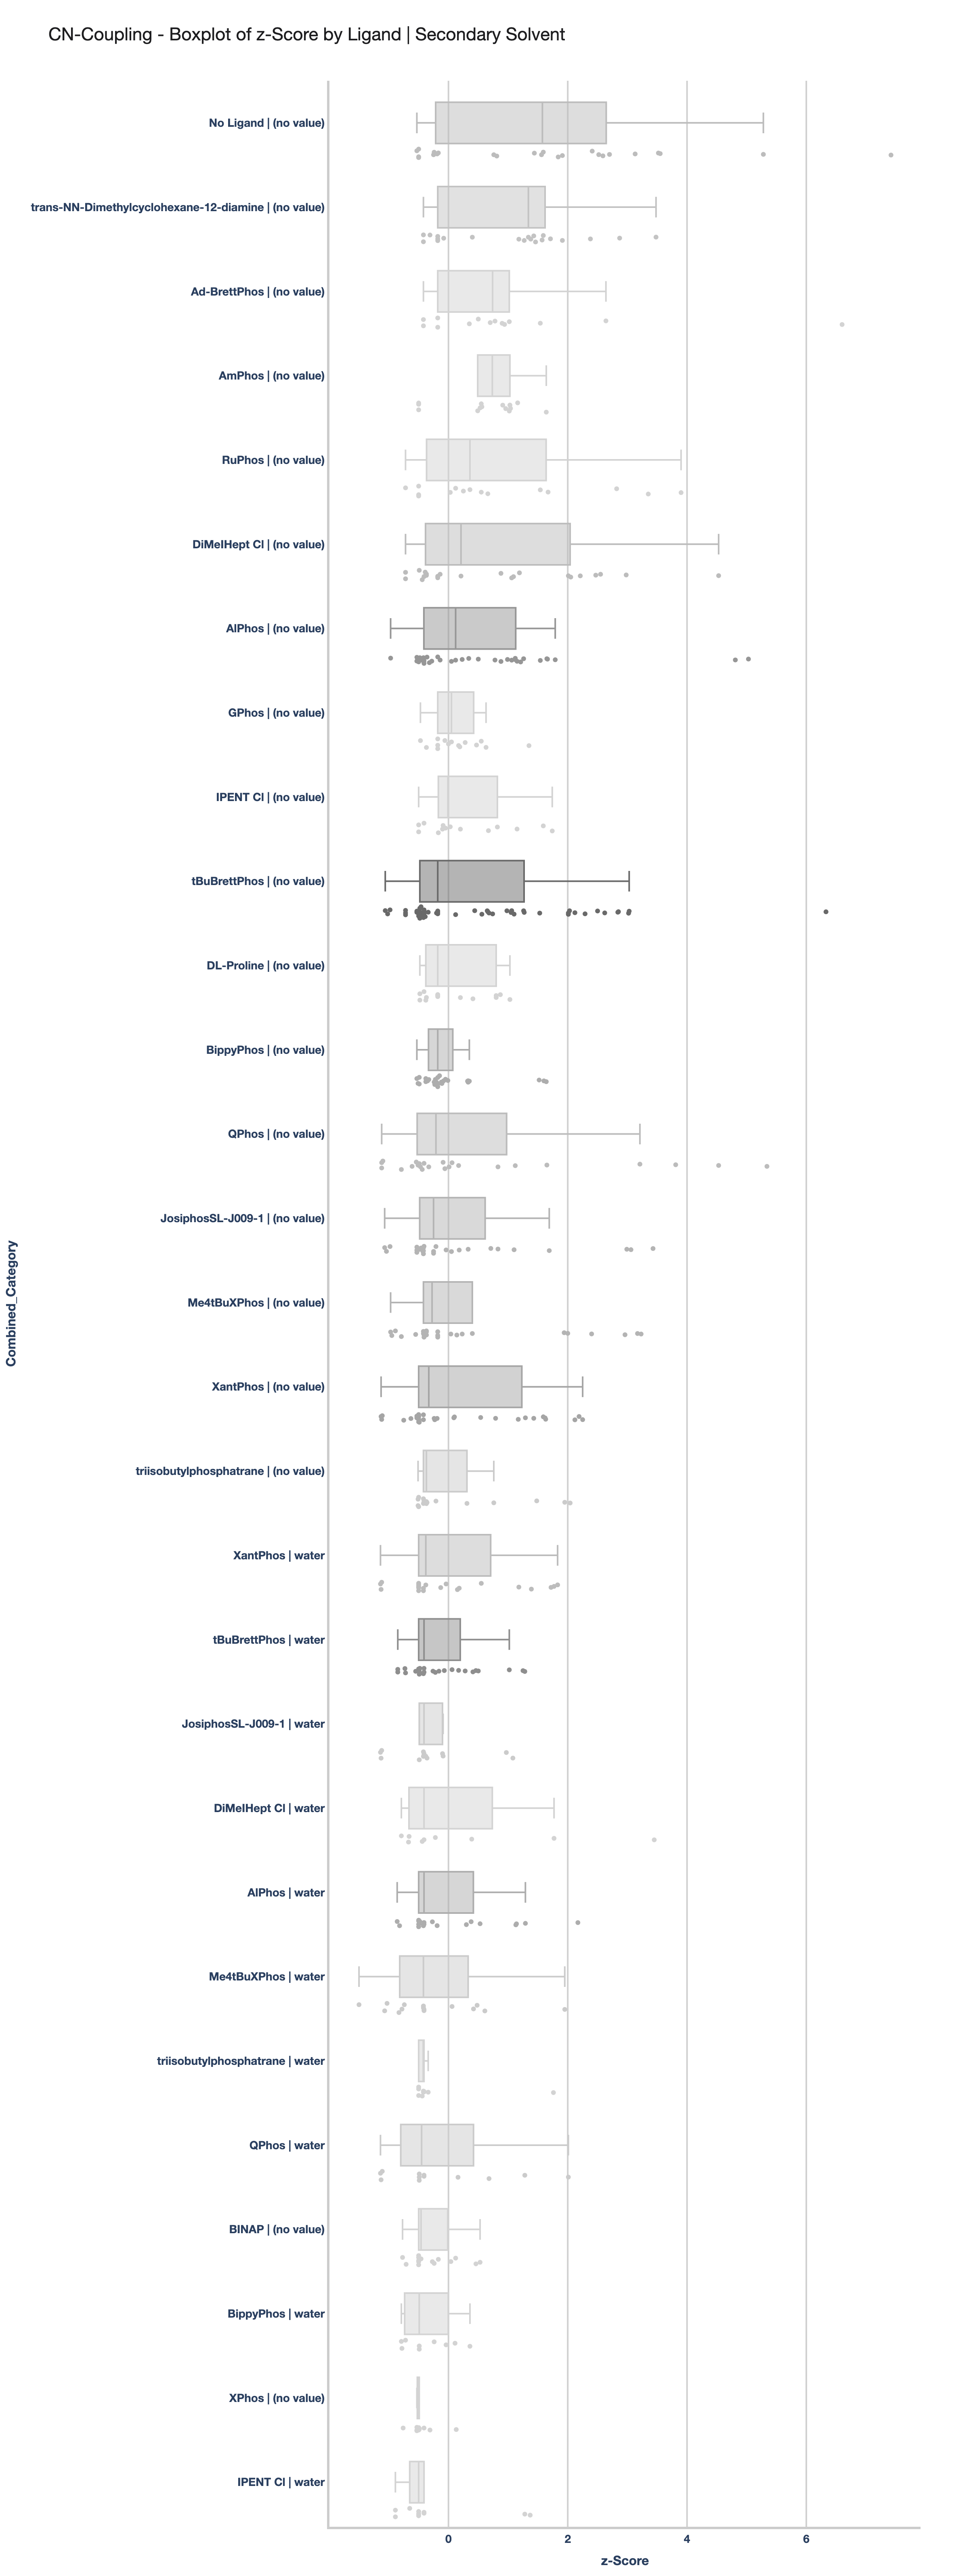 CN-Coupling - Boxplot of z-Score by Ligand | Secondary Solvent
No Ligand | (no value)
trans-NN-Dimethylcyclohexane-12-diamine | (no value)
Ad-BrettPhos | (no value)
AmPhos | (no value)
RuPhos | (no value)
DiMeIHept Cl | (no value)
AlPhos | (no value)
GPhos | (no value)
IPENT Cl | (no value)
tBuBrettPhos | (no value)
DL-Proline | (no value)
BippyPhos | (no value)
QPhos | (no value)
JosiphosSL-J009-1 | (no value)
Combined_Category
Me4tBuXPhos | (no value)
XantPhos | (no value)
triisobutylphosphatrane | (no value)
XantPhos | water
tBuBrettPhos | water
JosiphosSL-J009-1 | water
DiMeIHept Cl | water
AlPhos | water
Me4tBuXPhos | water
triisobutylphosphatrane | water
QPhos | water
BINAP | (no value)
BippyPhos | water
XPhos | (no value)
IPENT Cl | water
0 2 4 6
z-Score